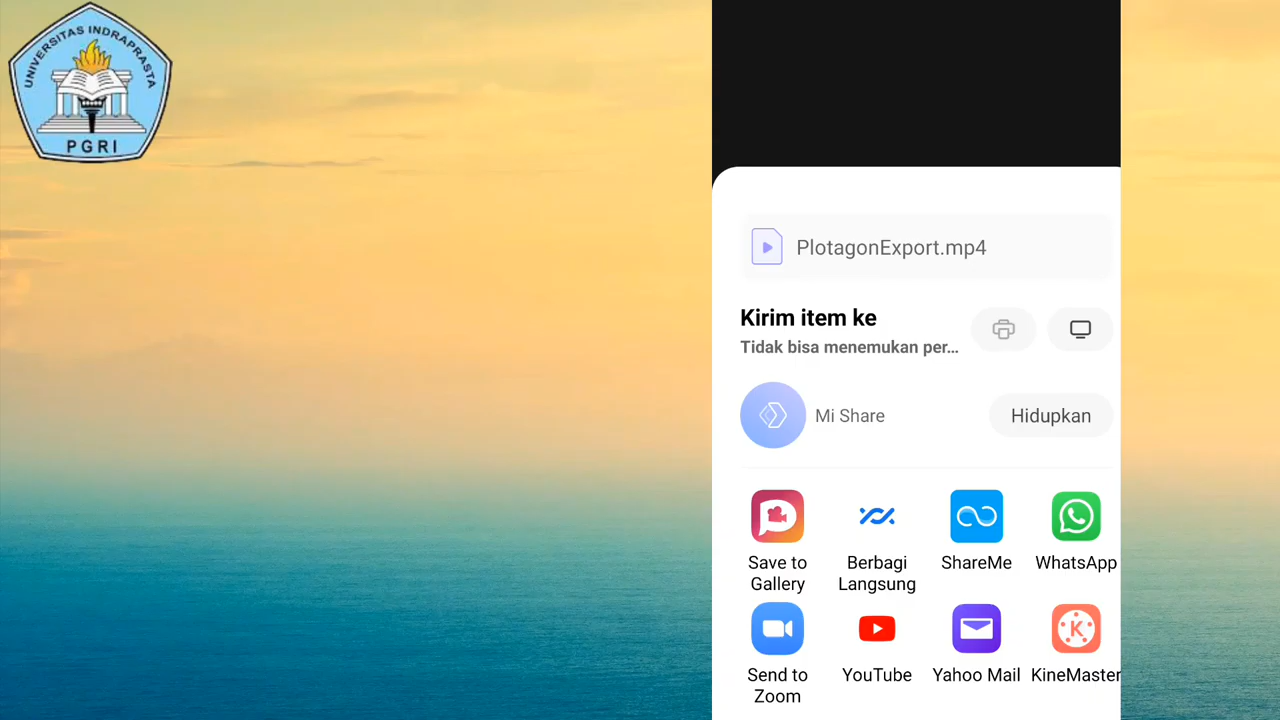 UNIVERSITAS INDRAPRASTA
PGRI
PlotagonExport.mp4
Kirim item ke
Tidak bisa menemukan per...
Mi Share
Hidupkan
Save to
Gallery
Berbagi
Langsung
ShareMe
WhatsApp
Send to
Zoom
YouTube
Yahoo Mail
KineMaster